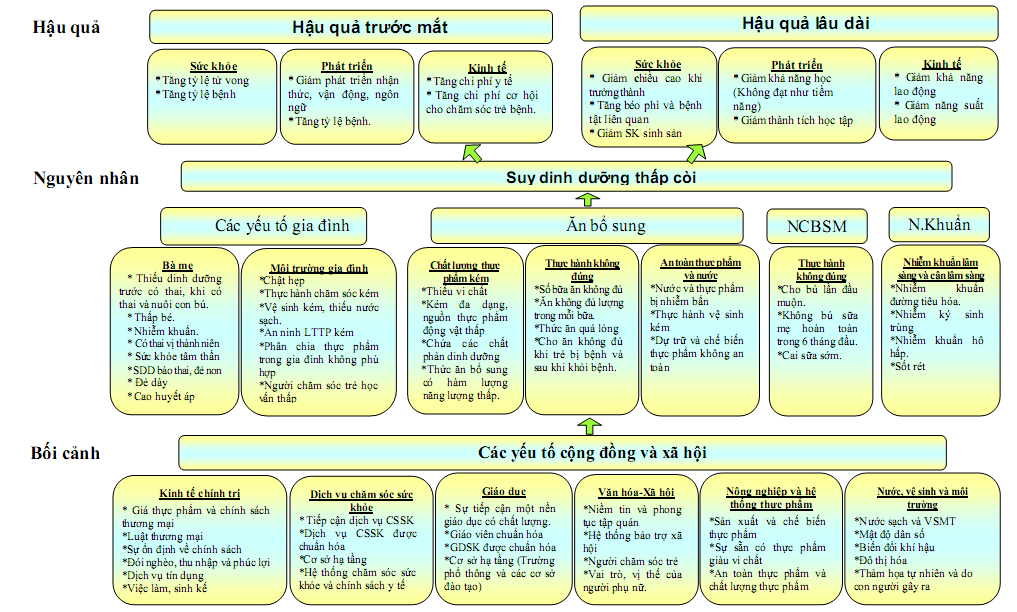 Hậu quả
Hậu quả trước mắt
Hậu quả lâu dài
Sức khỏe
* Tăng tỷ lệ tử vong
* Tăng tỷ lệ bệnh
Phát triển
* Giảm phát triển nhận
thức, vận động, ngôn
ngữ
* Tăng tỷ lệ bệnh.
Kinh tế
* Tăng chi phí y tế
* Tăng chi phí cơ hội
cho chăm sóc trẻ bệnh.
Sức khỏe
* Giảm chiều cao khi
trưởng thành
* Tăng béo phì và bệnh
tật liên quan
* Giảm SK sinh sản
Phát triển
* Giảm khả năng học
(Không đạt như tiềm
năng)
* Giảm thành tích học tập
Kinh tế
* Giảm khả năng
lao động
* Giảm năng suất
lao động
Nguyên nhân
Suy dinh dưỡng thấp còi
Các yếu tố gia đình
Ăn bổ sung
NCBSM
N.Khuẩn
Bà mẹ
* Thiếu dinh dưỡng
trước có thai, khi có
thai và nuôi con bú.
* Thấp bé.
* Nhiễm khuẩn.
* Có thai vị thành niên
* Sức khỏe tâm thần
* SDD bào thai, đẻ non
* Đẻ dày
* Cao huyết áp
Môi trường gia đình
*Chật hẹp
*Thực hành chăm sóc kém
*Vệ sinh kém, thiếu nước
sạch.
*An ninh LTTP kém
*Phân chia thực phẩm
trong gia đình không phù
hợp
*Người chăm sóc trẻ học
vấn thấp
Chất lượng thực
phẩm kém
*Thiếu vi chất
*Kém đa dạng,
nguồn thực phẩm
động vật thấp
*Chứa các chất
phản dinh dưỡng
*Thức ăn bổ sung
có hàm lượng
năng lượng thấp.
Thực hành không
đúng
*Số bữa ăn không đủ
*Ăn không đủ lượng
trong mỗi bữa.
*Thức ăn quá lỏng
*Cho ăn không đủ
khi trẻ bị bệnh và
sau khi khỏi bệnh.
An toàn thực phẩm
và nước
*Nước và thực phẩm
bị nhiễm bẩn
*Thực hành vệ sinh
kém
*Dự trữ và chế biến
thực phẩm không an
toàn
Thực hành
không đúng
*Cho bú lần đầu
muộn.
*Không bú sữa
mẹ hoàn toàn
trong 6 tháng đầu.
*Cai sữa sớm.
Nhiễm khuẩn lâm
sàng và cận lâm sàng
*Nhiễm khuẩn
đường tiêu hóa.
*Nhiễm ký sinh
trùng
*Nhiễm khuẩn hô
hấp.
*Sốt rét
Bối cảnh
Các yếu tố cộng đồng và xã hội
Kinh tế chính trị
* Giá thực phẩm và chính sách
thương mại
*Luật thương mại
*Sự ổn định về chính sách
*Đói nghèo, thu nhập và phúc lợi
*Dịch vụ tín dụng
*Việc làm, sinh kế
Dịch vụ chăm sóc sức
khỏe
*Tiếp cận dịch vụ CSSK
*Dịch vụ CSSK được
chuẩn hóa
*Cơ sở hạ tầng
*Hệ thống chăm sóc sức
khỏe và chính sách y tế
Giáo dục
* Sự tiếp cận một nền
giáo dục có chất lượng.
*Giáo viên chuẩn hóa
*GDSK được chuẩn hóa
*Cơ sở hạ tầng (Trường
phổ thông và các cơ sở
đào tạo)
Văn hóa-Xã hội
*Niềm tin và phong
tục tập quán
*Hệ thống bảo trợ xã
hội
*Người chăm sóc trẻ
*Vai trò, vị thế của
người phụ nữ.
Nông nghiệp và hệ
thống thực phẩm
*Sản xuất và chế biến
thực phẩm
*Sự sẵn có thực phẩm
giàu vi chất
*An toàn thực phẩm và
chất lượng thực phẩm
Nước, vệ sinh và môi
trường
*Nước sạch và VSMT
*Mật độ dân số
*Biến đổi khí hậu
*Đô thị hóa
*Thảm họa tự nhiên và do
con người gây ra